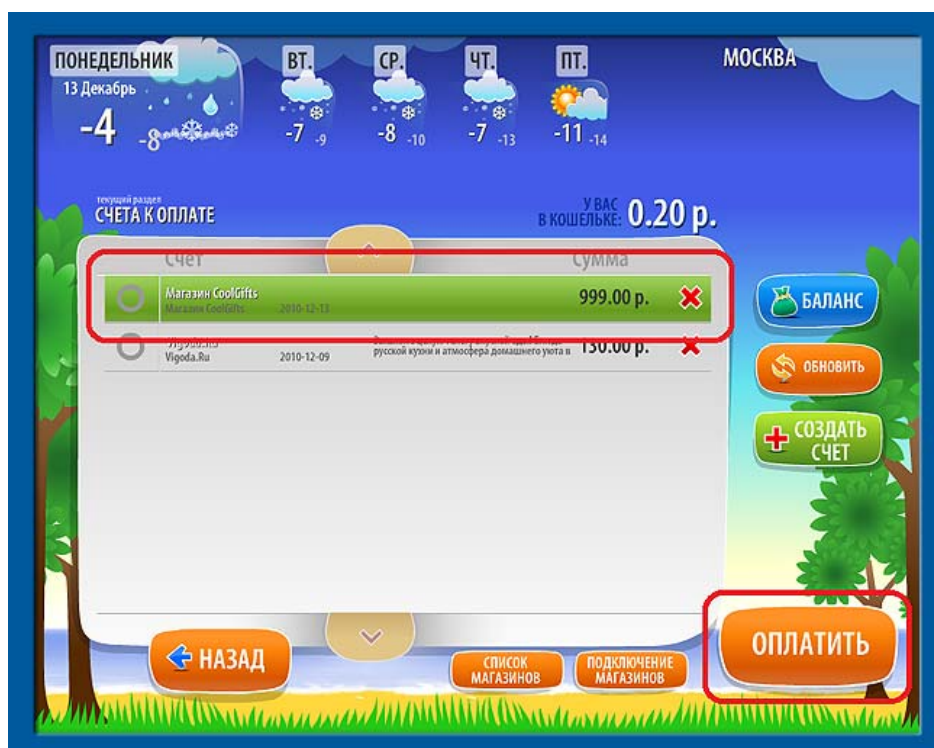 ПОНЕДЕЛЬНИК
13 Декабрь
-4 -8
ВТ.
-7 -9
СР.
-8 -10
ЧТ.
-7 -13
ПТ.
-11 -14
МОСКВА
текущий раздел
СЧЕТА К ОПЛАТЕ
У ВАС
В КОШЕЛЬКЕ: 0.20 р.
Счет Сумма
Магазин CoolGifts
Магазин CoolGifts 2010-12-13
999.00 р.
Vigoda.Ru
Vigoda.Ru 2010-12-09
русской кухни и атмосфера домашнего уюта в
130.00 р.
БАЛАНС
ОБНОВИТЬ
СОЗДАТЬ
СЧЕТ
НАЗАД
СПИСОК
МАГАЗИНОВ
ПОДКЛЮЧЕНИЕ
МАГАЗИНОВ
ОПЛАТИТЬ